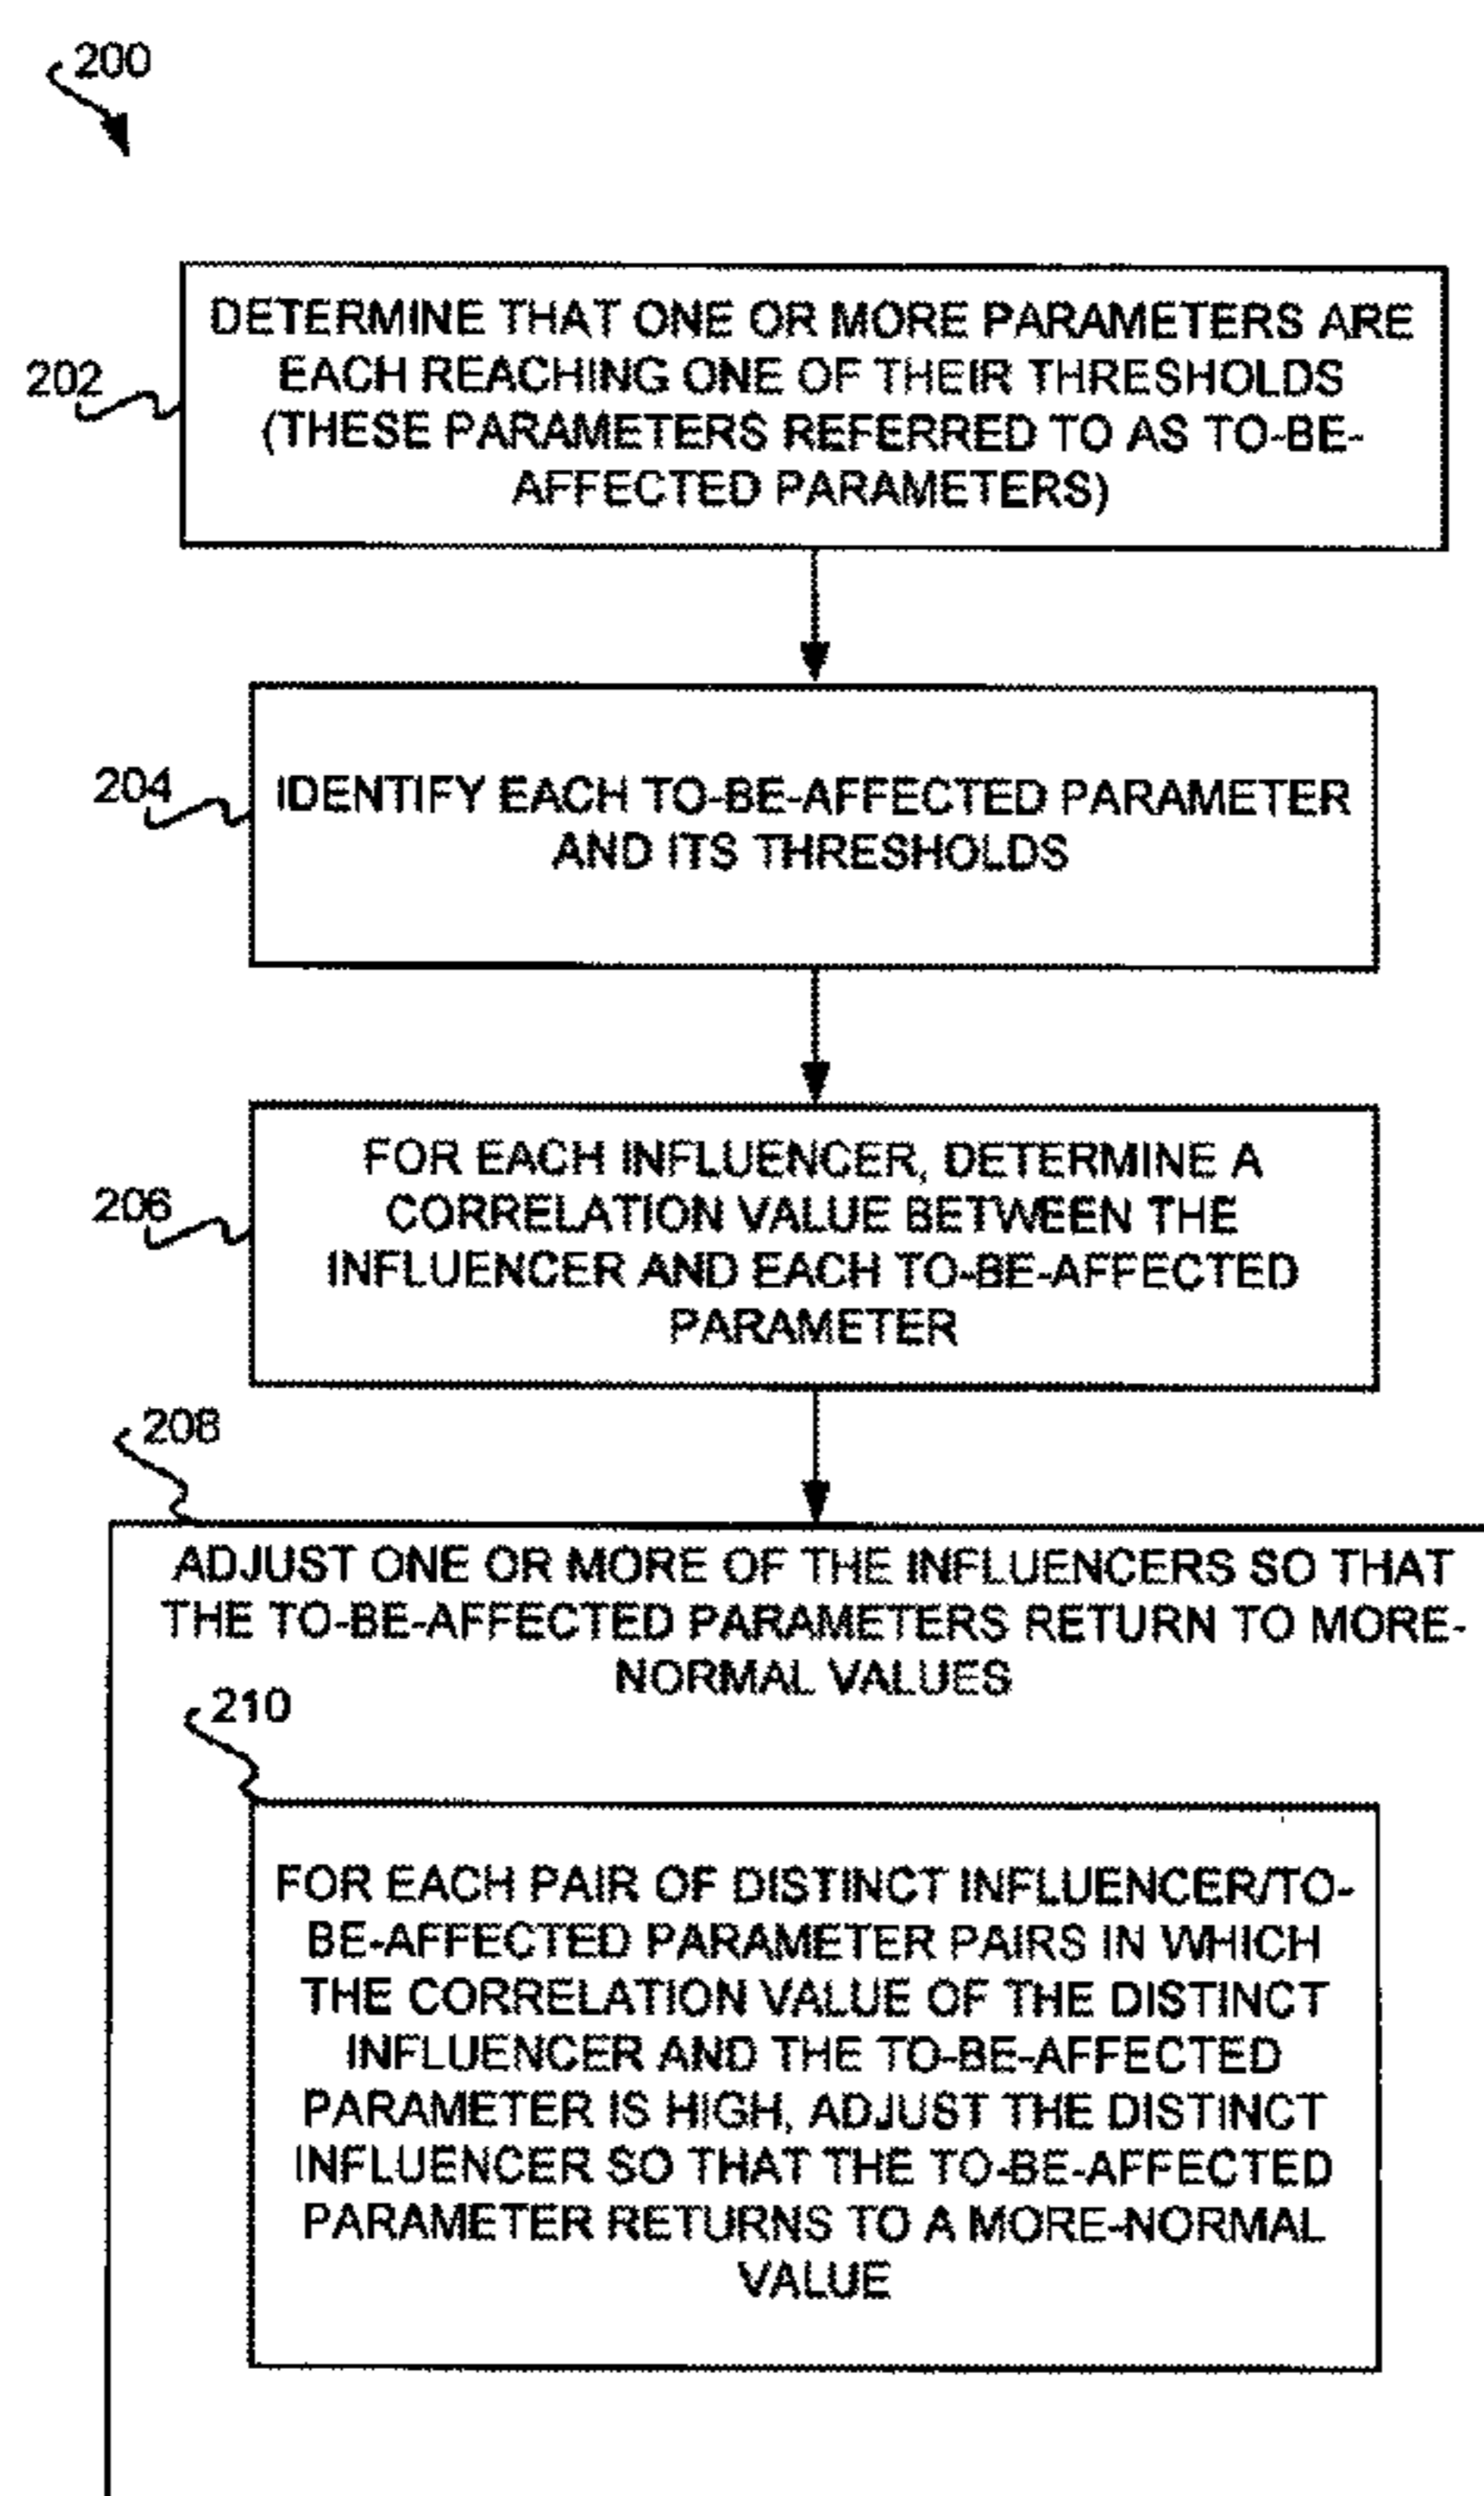 200
202
DETERMINE THAT ONE OR MORE PARAMETERS ARE
EACH REACHING ONE OF THEIR THRESHOLDS
(THESE PARAMETERS REFERRED TO AS TO-BE-
AFFECTED PARAMETERS)
204
IDENTIFY EACH TO-BE-AFFECTED PARAMETER
AND ITS THRESHOLDS
206
FOR EACH INFLUENCER, DETERMINE A
CORRELATION VALUE BETWEEN THE
INFLUENCER AND EACH TO-BE-AFFECTED
PARAMETER
208
ADJUST ONE OR MORE OF THE INFLUENCERS SO THAT
THE TO-BE-AFFECTED PARAMETERS RETURN TO MORE-
NORMAL VALUES
210
FOR EACH PAIR OF DISTINCT INFLUENCER/TO-
BE-AFFECTED PARAMETER PAIRS IN WHICH
THE CORRELATION VALUE OF THE DISTINCT
INFLUENCER AND THE TO-BE-AFFECTED
PARAMETER IS HIGH, ADJUST THE DISTINCT
INFLUENCER SO THAT THE TO-BE-AFFECTED
PARAMETER RETURNS TO A MORE-NORMAL
VALUE